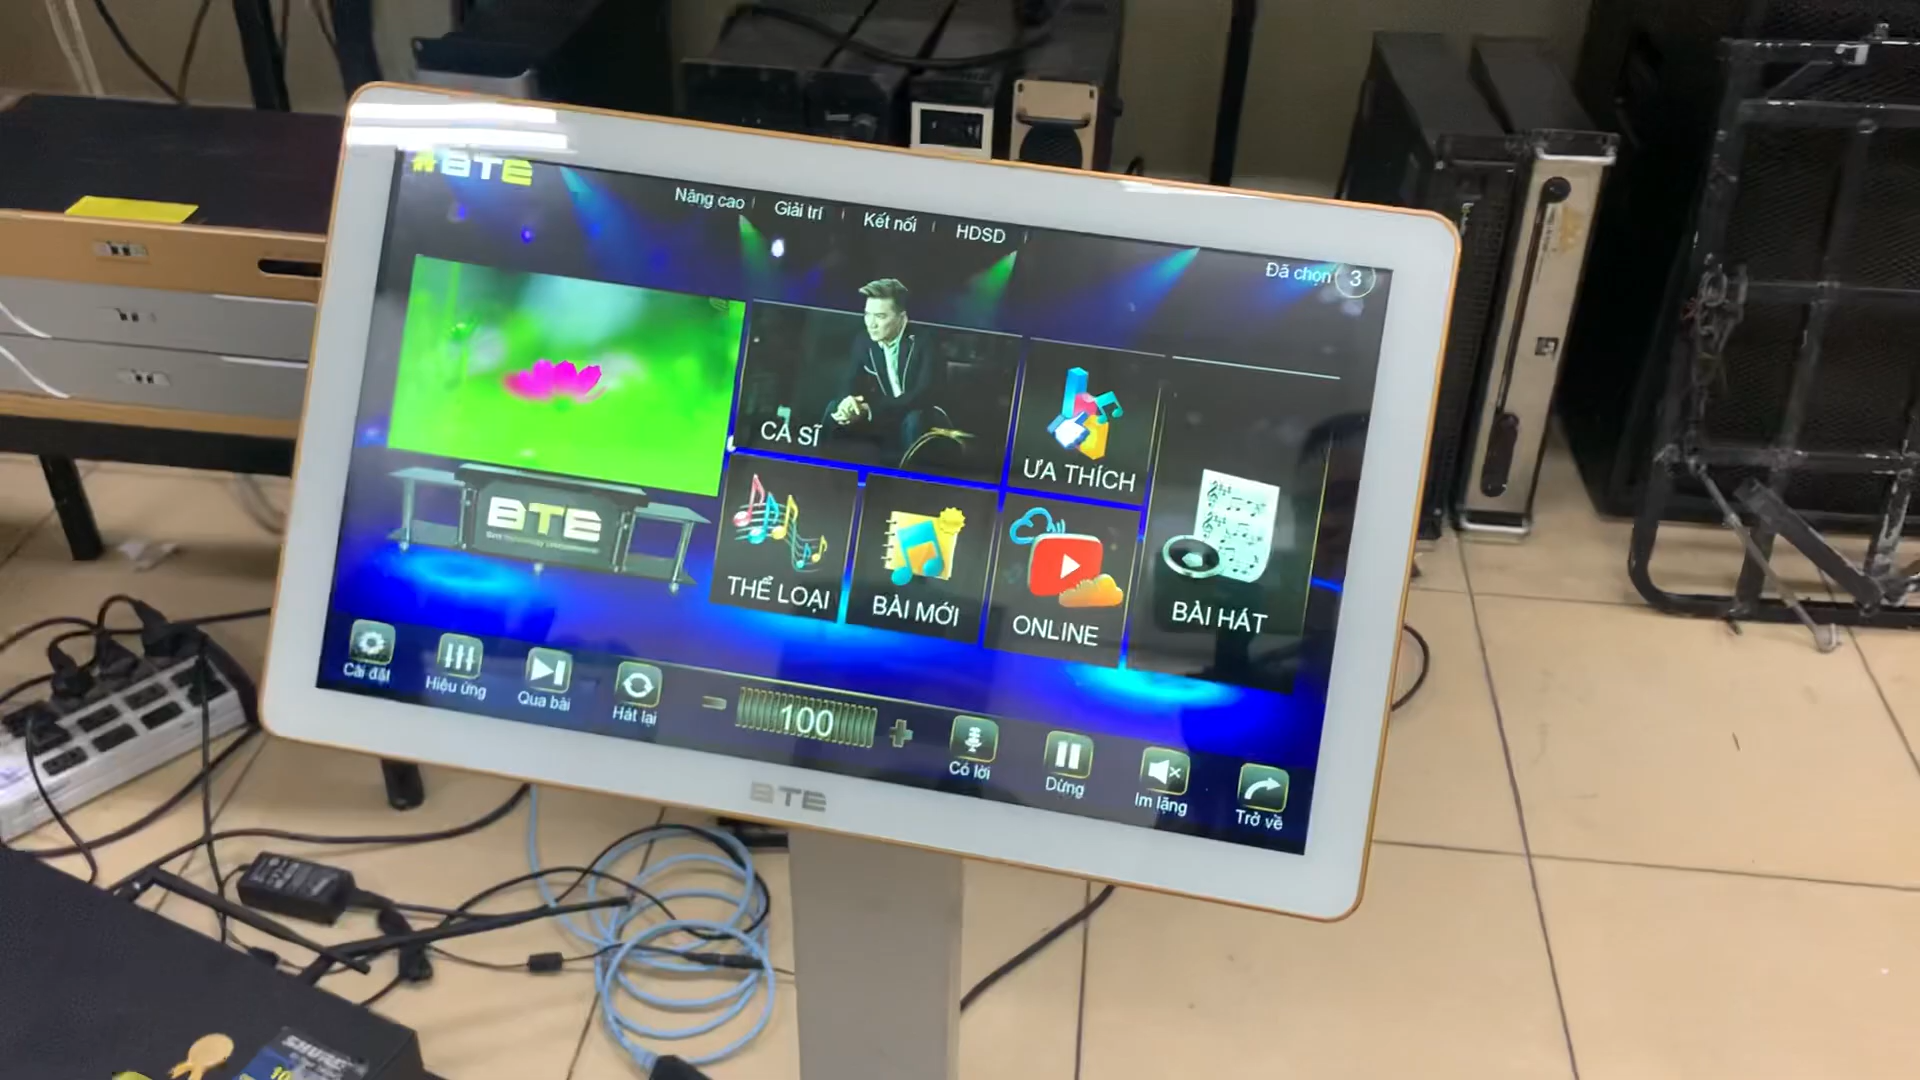 #BTE
Nâng cao
Giải trí
Kết nối
HDSD
Đã chọn 3
CA SĨ
ƯA THÍCH
BTE
THỂ LOẠI
BÀI MỚI
ONLINE
BÀI HÁT
Cài đặt
Hiệu ứng
Qua bài
Hát lại
100
Có lời
Dừng
Im lặng
Trở về
BTE
SHURE
10